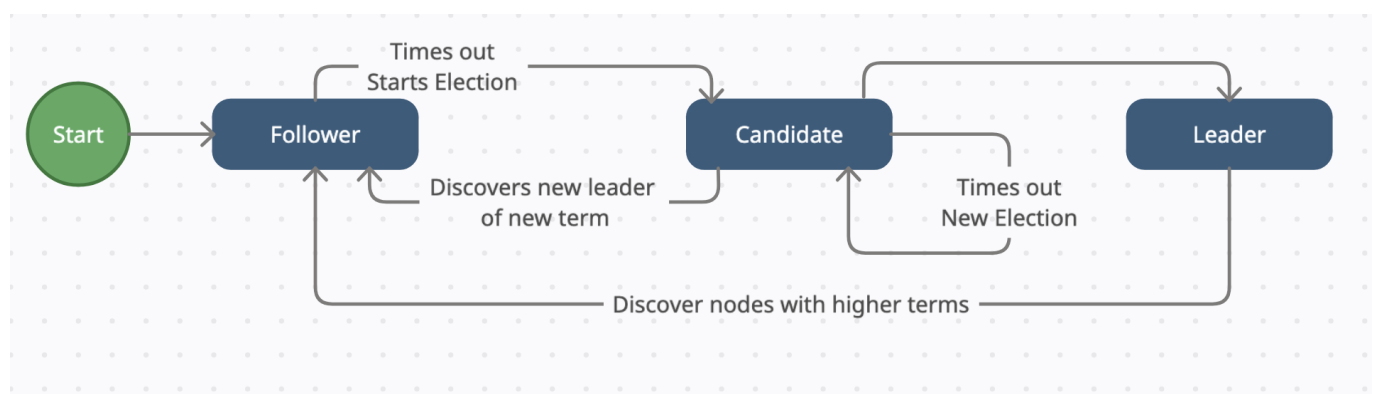 Times out
Starts Election
Start
Follower
Candidate
Leader
Discovers new leader
of new term
Times out
New Election
Discover nodes with higher terms